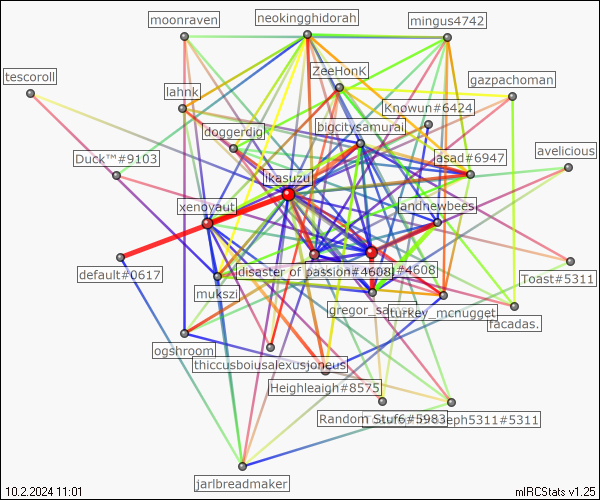 moonraven
neokingghidorah
mingus4742
tescoroll
ZeeHonK
gazpachoman
lahnk
Knowun#6424
doggerdig
bigcitysamurai
Duck™#9103
asad#6947
avelicious
ikasuzu
xenoyaut
landnewbees
default#0617
disaster of passion#4608
#4608
Toast#5311
mukszi
gregor_samsa
turkey_mcnugget
facadas.
ogshroom
thiccusboiusalexusjoneus
Heighleaigh#8575
Random Stuf6#5983
eph5311#5311
jarlbreadmaker
10.2.2024 11:01
mIRCStats v1.25